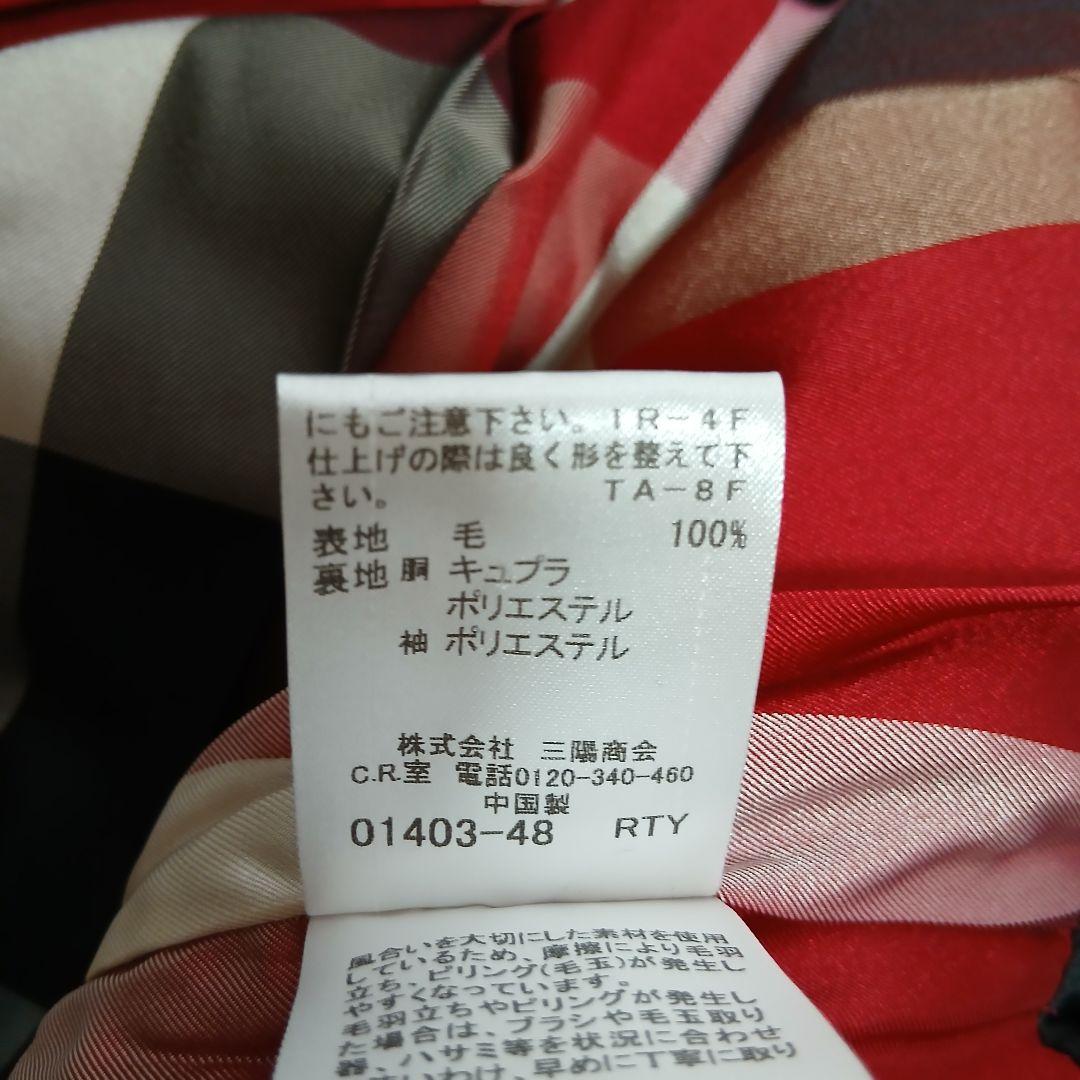 にもご注意下さい。IR-4F
仕上げの際は良く形を整えて下
さい。 TA-8F
表地 毛 100%
裏地 胴 キュプラ
ポリエステル
袖 ポリエステル
株式会社 三陽商会
C.R.室 電話0120-340-460
中国製
01403-48 RTY
風合いを大切にした素材を使用
しているため、摩擦により毛羽
立ち、ピリング(毛玉)が発生し
やすくなっています。
毛羽立ちやピリングが発生し
た場合は、ブラシや毛玉取り
器、ハサミ等を状況に合わせ
早めに丁寧に取り